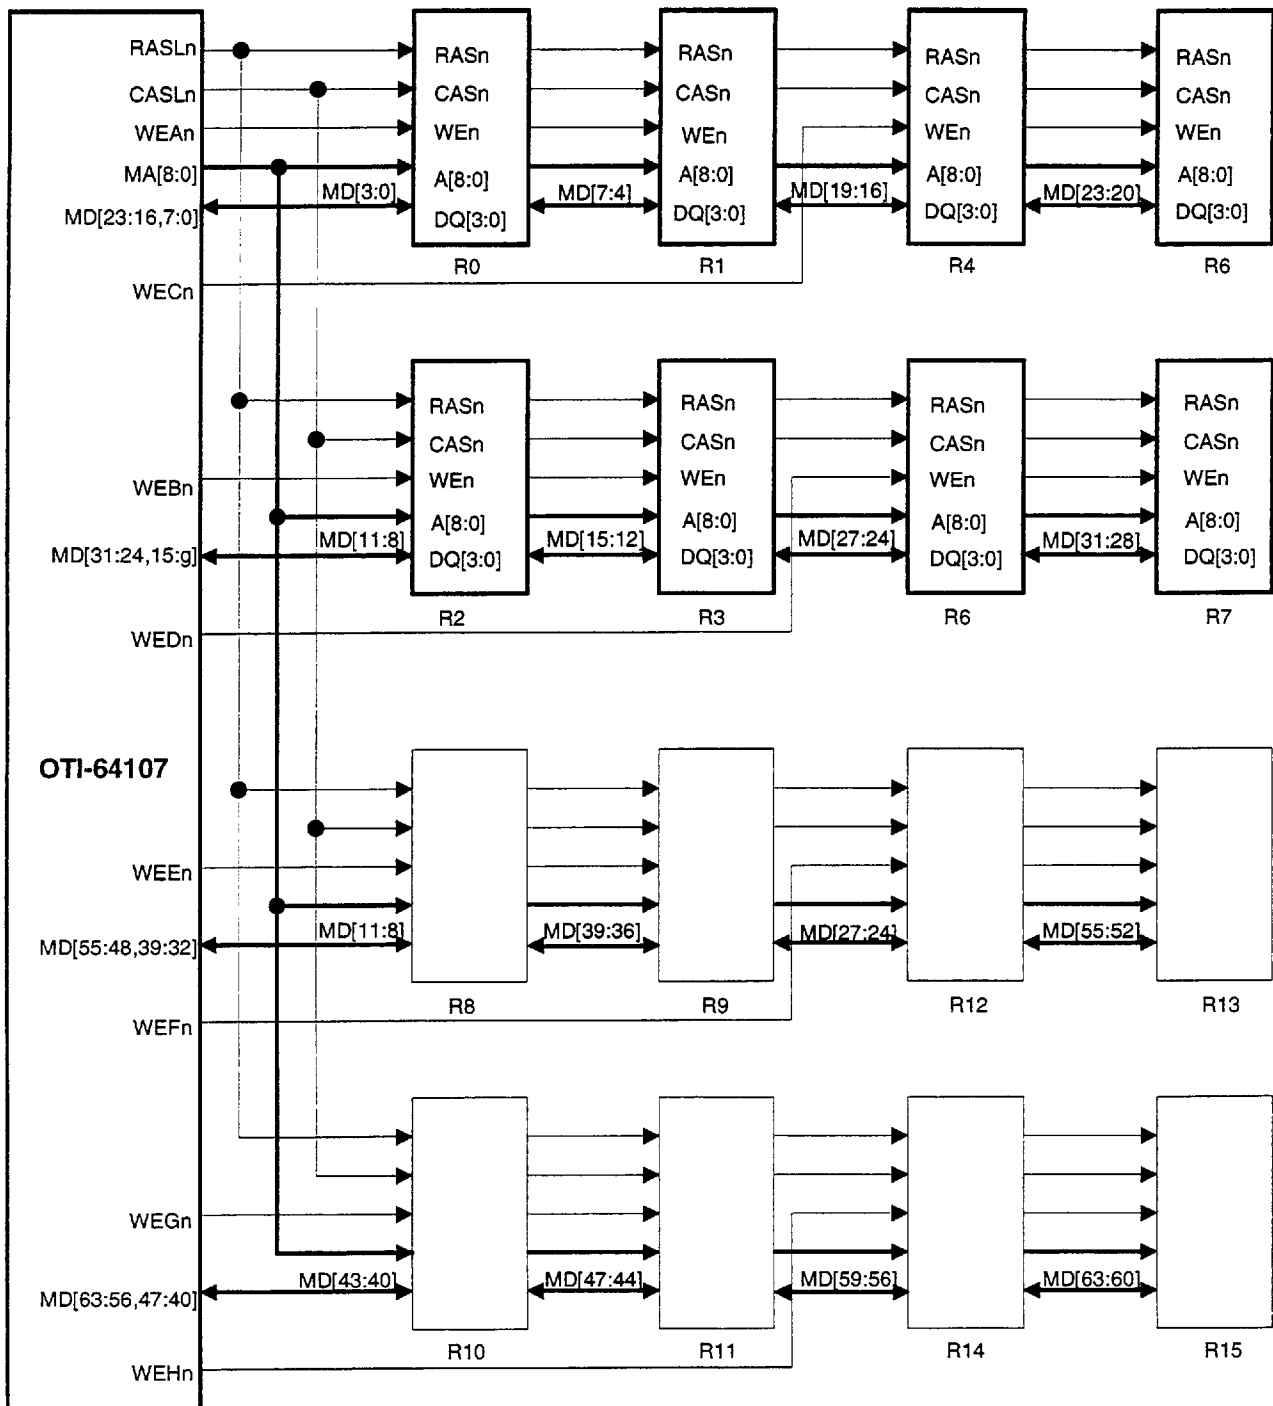 RASLn
CASLn
WEAn
MA[8:0]
MD[23:16,7:0]
WECn
RASn
CASn
WEn
A[8:0]
DQ[3:0]
MD[3:0]
R0
MD[7:4]
RASn
CASn
WEn
A[8:0]
DQ[3:0]
R1
MD[19:16]
RASn
CASn
WEn
A[8:0]
DQ[3:0]
R4
MD[23:20]
RASn
CASn
WEn
A[8:0]
DQ[3:0]
R6
WEBn
MD[31:24,15:g]
WEDn
MD[11:8]
RASn
CASn
WEn
A[8:0]
DQ[3:0]
R2
MD[15:12]
RASn
CASn
WEn
A[8:0]
DQ[3:0]
R3
MD[27:24]
RASn
CASn
WEn
A[8:0]
DQ[3:0]
R6
MD[31:28]
RASn
CASn
WEn
A[8:0]
DQ[3:0]
R7
OTI-64107
WEEn
MD[55:48,39:32]
WEFn
MD[11:8]
R8
MD[39:36]
R9
MD[27:24]
R12
MD[55:52]
R13
WEGn
MD[63:56,47:40]
WEHn
MD[43:40]
R10
MD[47:44]
R11
MD[59:56]
R14
MD[63:60]
R15